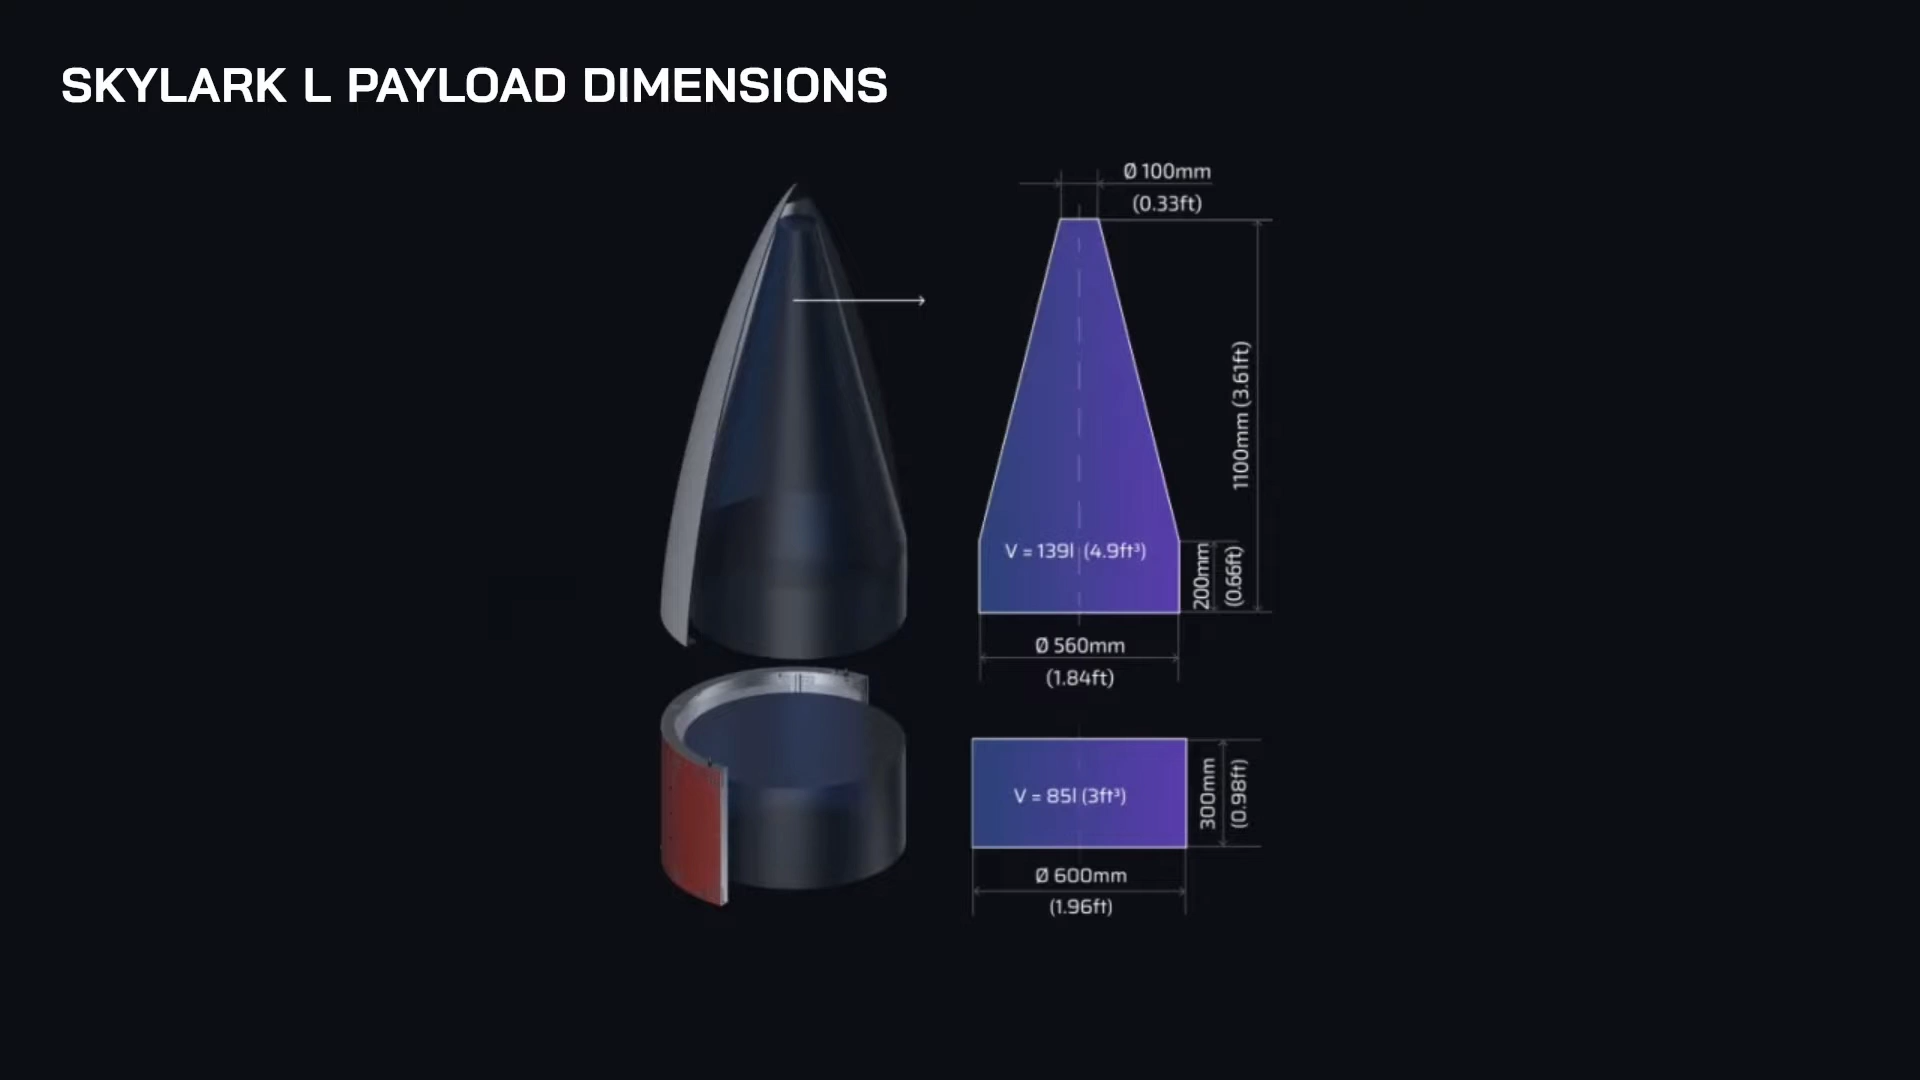 SKYLARK L PAYLOAD DIMENSIONS
Ø 100mm
(0.33ft)
1100mm (3.61ft)
V = 139l (4.9ft³)
200mm
(0.66ft)
Ø 560mm
(1.84ft)
V = 85l (3ft³)
300mm
(0.98ft)
Ø 600mm
(1.96ft)